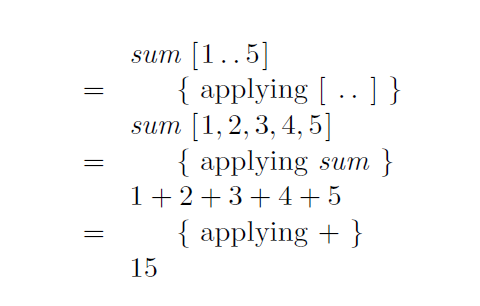 sum [1 . . 5]
= { applying [ . . ] }
sum [1, 2, 3, 4, 5]
= { applying sum }
1 + 2 + 3 + 4 + 5
= { applying + }
15